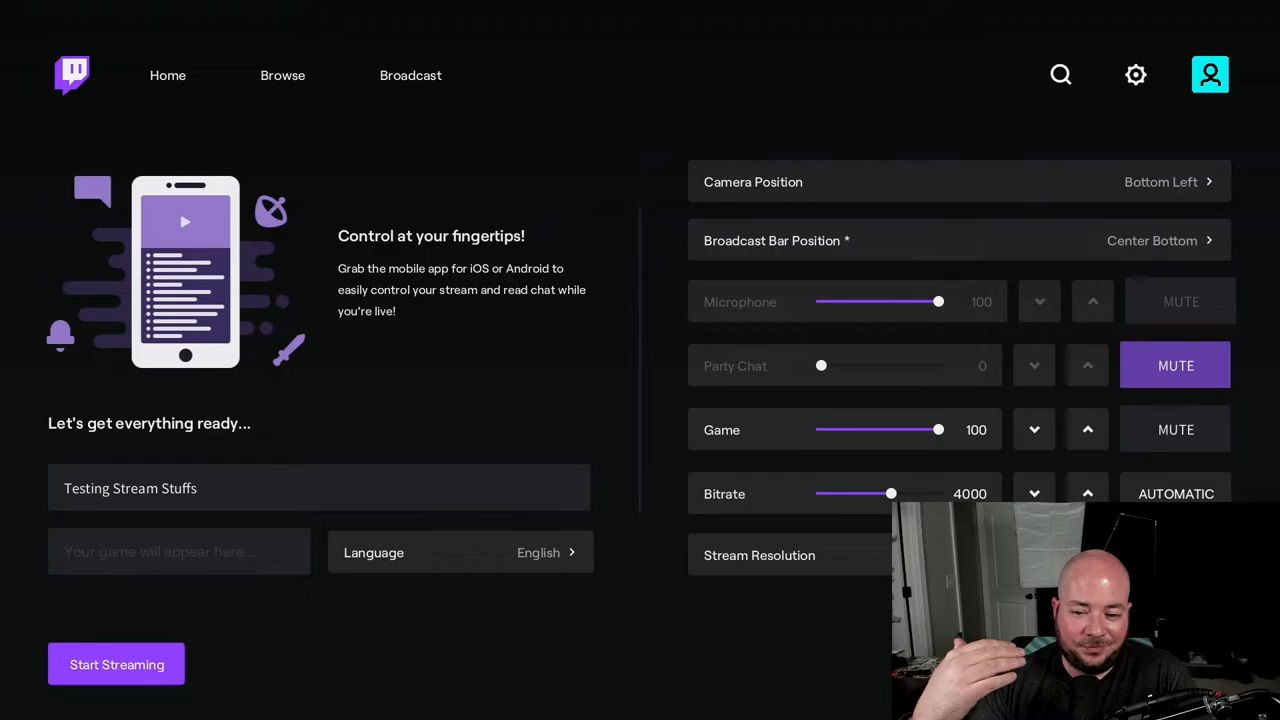 Home Browse Broadcast
Control at your fingertips!
Grab the mobile app for iOS or Android to
easily control your stream and read chat while
you're live!
Let's get everything ready...
Testing Stream Stuffs
Your game will appear here...
Language English
Start Streaming
Camera Position Bottom Left
Broadcast Bar Position * Center Bottom
Microphone 100 MUTE
Party Chat 0 MUTE
Game 100 MUTE
Bitrate 4000 AUTOMATIC
Stream Resolution